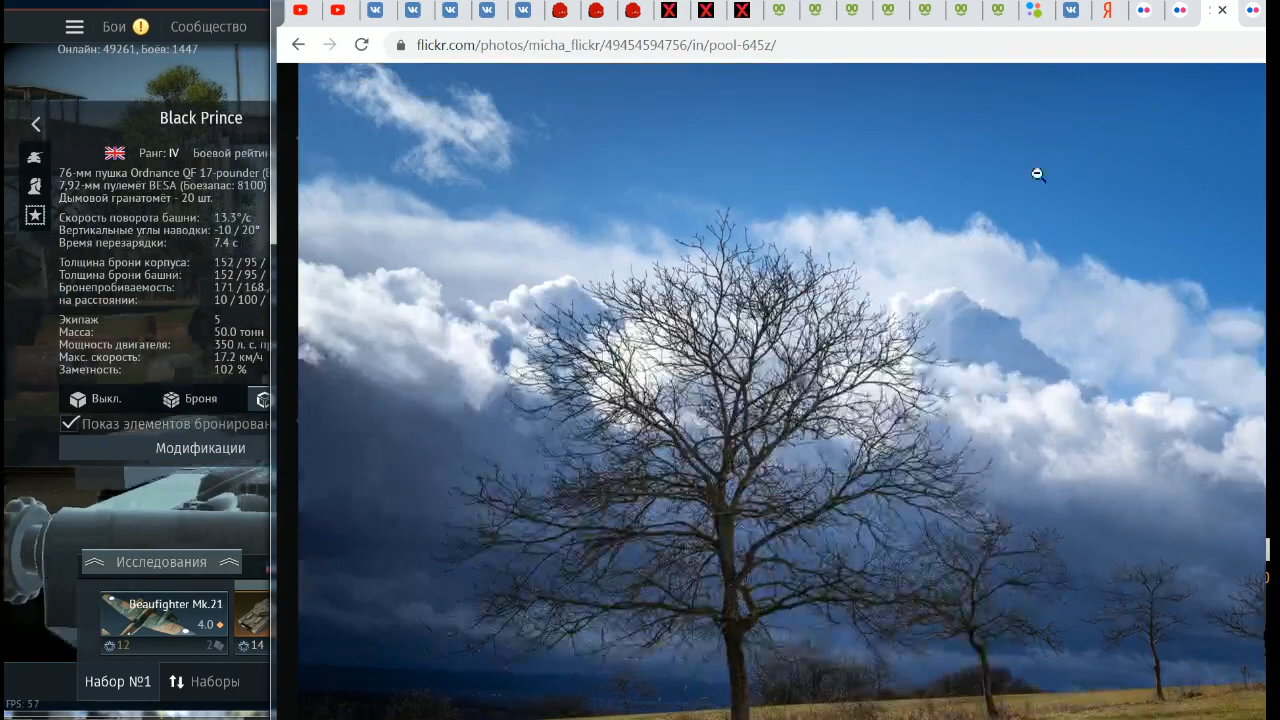 Бои
Сообщество
Онлайн: 49261, Боёв: 1447
Black Prince
Ранг: IV Боевой рейти
76-мм пушка Ordnance QF 17-pounder
7,92-мм пулемёт BESA (Боезапас: 8100)
Дымовой гранатомёт - 20 шт.
Скорость поворота башни: 13.3°/с
Вертикальные углы наводки: -10 / 20°
Время перезарядки: 7.4 с
Толщина брони корпуса: 152 / 95 /
Толщина брони башни: 152 / 95 /
Бронепробиваемость: 171 / 168
на расстоянии: 10 / 100 /
Экипаж 5
Масса: 50.0 тонн
Мощность двигателя: 350 л. с. п
Макс. скорость: 17.2 км/ч
Заметность: 102 %
Выкл.
Броня
Показ элементов бронирован
Модификации
Исследования
Beaufighter Mk.21
4.0
12
2
14
Набор №1
Наборы
FPS: 57
flickr.com/photos/micha_flickr/49454594756/in/pool-645z/